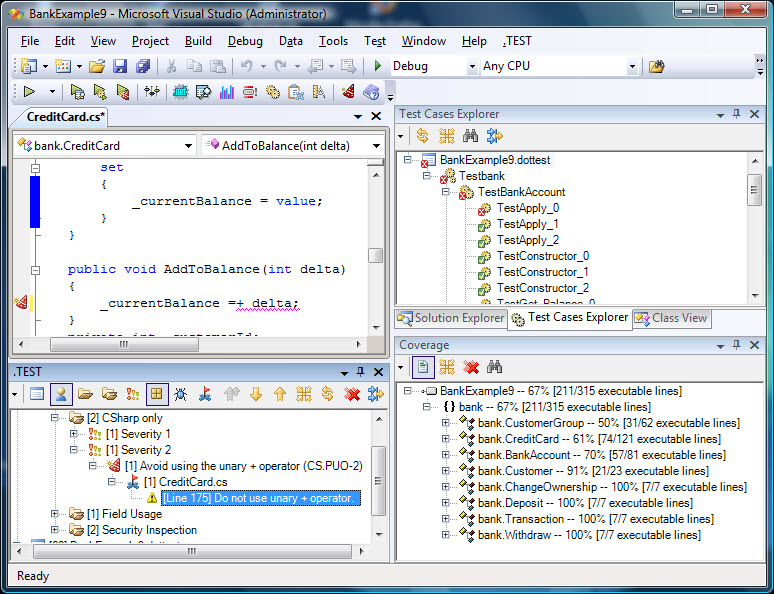 BankExample9 - Microsoft Visual Studio (Administrator)
File Edit View Project Build Debug Data Tools Test Window Help .TEST
Debug Any CPU
CreditCard.cs*
bank.CreditCard AddToBalance(int delta)
set
{
_currentBalance = value;
}
}
public void AddToBalance(int delta)
{
_currentBalance =+ delta;
}
Test Cases Explorer
BankExample9.dottest
Testbank
TestBankAccount
TestApply_0
TestApply_1
TestApply_2
TestConstructor_0
TestConstructor_1
TestConstructor_2
TestGet_Balance_0
Solution Explorer Test Cases Explorer Class View
.TEST
[2] CSharp only
[1] Severity 1
[1] Severity 2
[1] Avoid using the unary + operator (CS.PUO-2)
[1] CreditCard.cs
[Line 175] Do not use unary + operator.
[1] Field Usage
[2] Security Inspection
Coverage
BankExample9 -- 67% [211/315 executable lines]
{} bank -- 67% [211/315 executable lines]
bank.CustomerGroup -- 50% [31/62 executable lines]
bank.CreditCard -- 61% [74/121 executable lines]
bank.BankAccount -- 70% [57/81 executable lines]
bank.Customer -- 91% [21/23 executable lines]
bank.ChangeOwnership -- 100% [7/7 executable lines]
bank.Deposit -- 100% [7/7 executable lines]
bank.Transaction -- 100% [7/7 executable lines]
bank.Withdraw -- 100% [7/7 executable lines]
Ready